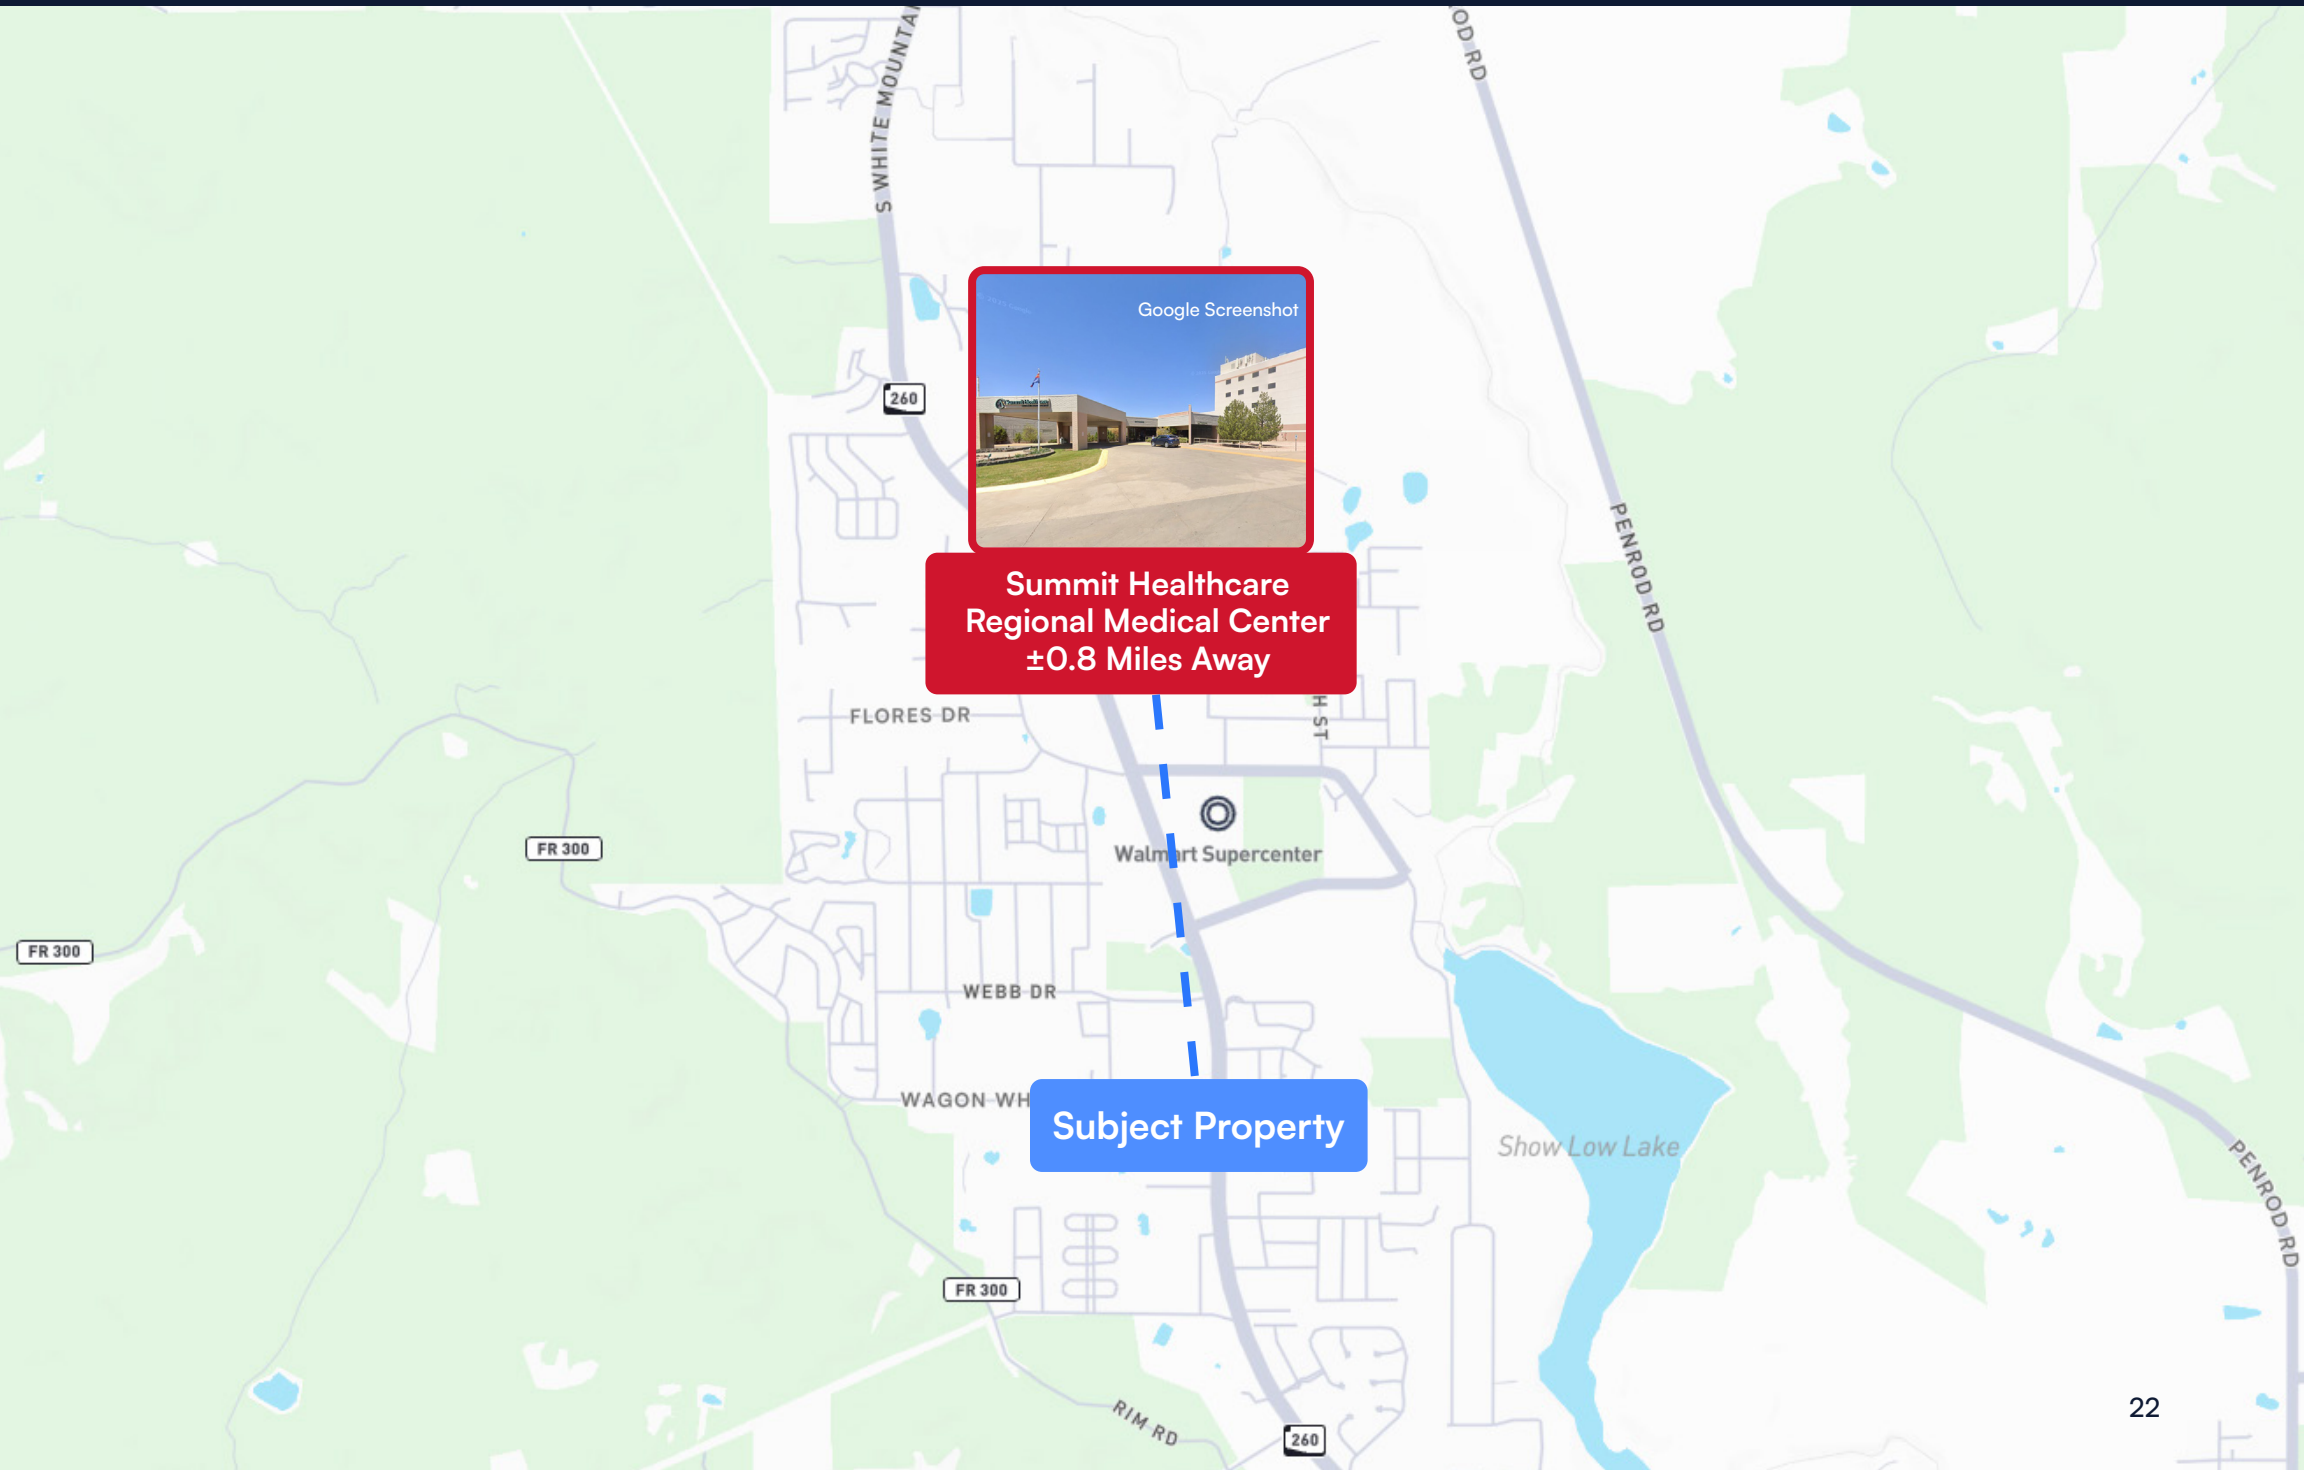 S WHITE MOUNTAI
OD RD
Google Screenshot
260
PENROD RD
Summit Healthcare
Regional Medical Center
±0.8 Miles Away
FLORES DR
H ST
Walmart Supercenter
FR 300
FR 300
WEBB DR
WAGON WH
Subject Property
Show Low Lake
PENROD RD
FR 300
RIM RD
260
22